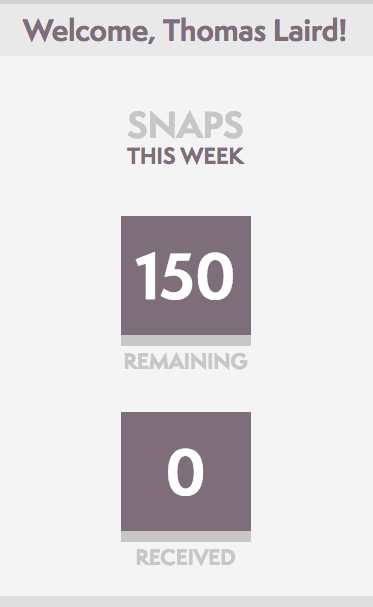 Welcome, Thomas Laird!
SNAPS
THIS WEEK
150
REMAINING
0
RECEIVED